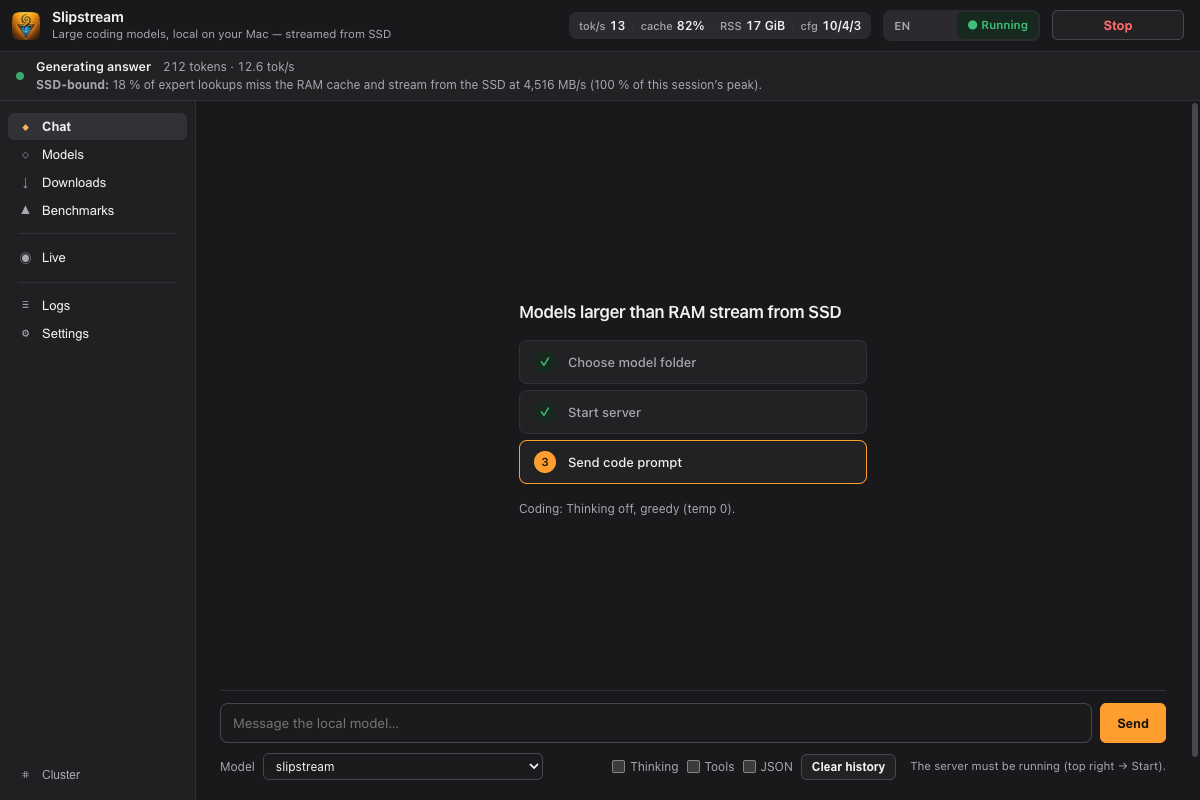 Slipstream
Large coding models, local on your Mac — streamed from SSD
tok/s 13 · cache 82% · RSS 17 GiB · cfg 10/4/3
EN
Running
Stop
Generating answer 212 tokens · 12.6 tok/s
SSD-bound: 18 % of expert lookups miss the RAM cache and stream from the SSD at 4,516 MB/s (100 % of this session's peak).
Chat
Models
Downloads
Benchmarks
Live
Logs
Settings
Cluster
Models larger than RAM stream from SSD
✓ Choose model folder
✓ Start server
3 Send code prompt
Coding: Thinking off, greedy (temp 0).
Message the local model...
Send
Model slipstream
Thinking Tools JSON Clear history The server must be running (top right → Start).